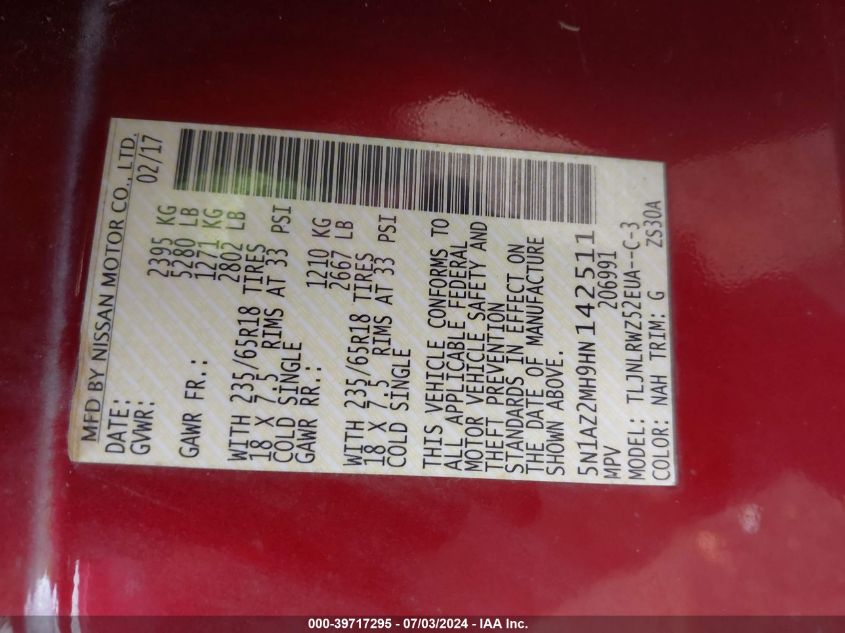 MFD BY NISSAN MOTOR CO., LTD.
DATE: 02/17
GVWR: 2395 KG
5280 LB
GAWR FR.: 1271 KG
2802 LB
WITH 235/65R18 TIRES
18 X 7.5 RIMS AT 33 PSI
COLD SINGLE
GAWR RR.: 1210 KG
2667 LB
WITH 235/65R18 TIRES
18 X 7.5 RIMS AT 33 PSI
COLD SINGLE
THIS VEHICLE CONFORMS TO
ALL APPLICABLE FEDERAL
MOTOR VEHICLE SAFETY AND
THEFT PREVENTION
STANDARDS IN EFFECT ON
THE DATE OF MANUFACTURE
SHOWN ABOVE.
5N1AZ2MH9HN142511
MPV 206991
MODEL: TLJNLRWZ52EUA--C-3
COLOR: NAH TRIM: G ZS30A
000-39717295 - 07/03/2024 - IAA Inc.